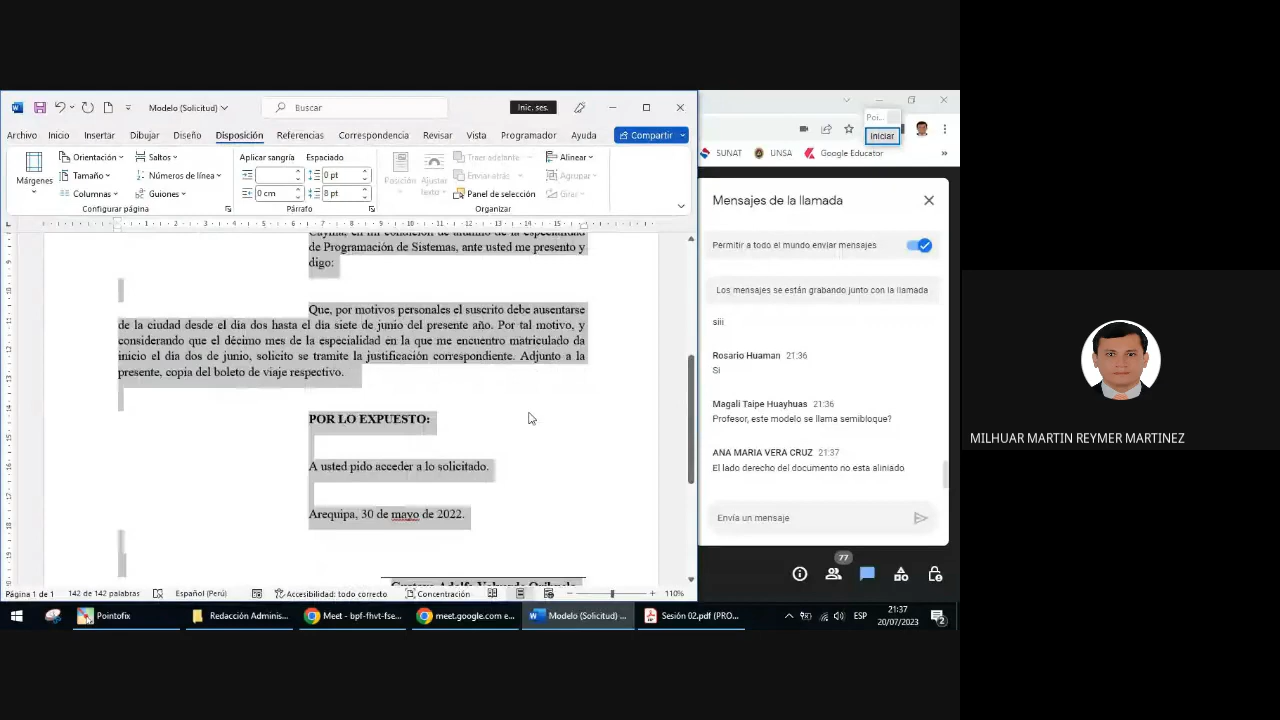 Modelo (Solicitud)
Buscar
Inic. ses.
Archivo Inicio Insertar Dibujar Diseño Disposición Referencias Correspondencia Revisar Vista Programador Ayuda Compartir
Márgenes
Orientación
Tamaño
Columnas
Saltos
Números de línea
Guiones
Configurar página
Aplicar sangría Espaciado
0 pt
0 cm 8 pt
Párrafo
Posición
Ajustar texto
Traer adelante
Enviar atrás
Panel de selección
Alinear
Agrupar
Girar
Organizar
Cayma, en mi condición de alumno de la especialidad
de Programación de Sistemas, ante usted me presento y
digo:
Que, por motivos personales el suscrito debe ausentarse
de la ciudad desde el día dos hasta el día siete de junio del presente año. Por tal motivo, y
considerando que el décimo mes de la especialidad en la que me encuentro matriculado da
inicio el día dos de junio, solicito se tramite la justificación correspondiente. Adjunto a la
presente, copia del boleto de viaje respectivo.
POR LO EXPUESTO:
A usted pido acceder a lo solicitado.
Arequipa, 30 de mayo de 2022.
Página 1 de 1 142 de 142 palabras Español (Perú) Accesibilidad: todo correcto Concentración 110%
Poi...
Iniciar
SUNAT UNSA Google Educator »
Mensajes de la llamada
Permitir a todo el mundo enviar mensajes
Los mensajes se están grabando junto con la llamada
siii
Rosario Huaman 21:36
Si
Magali Taipe Huayhuas 21:36
Profesor, este modelo se llama semibloque?
ANA MARIA VERA CRUZ 21:37
El lado derecho del documento no esta aliniado
Envía un mensaje
77
Pointofix
Redacción Adminis...
Meet - bpf-fhvt-fse...
meet.google.com e...
Modelo (Solicitud) ...
Sesión 02.pdf (PRO...
ESP
21:37
20/07/2023
2
MILHUAR MARTIN REYMER MARTINEZ